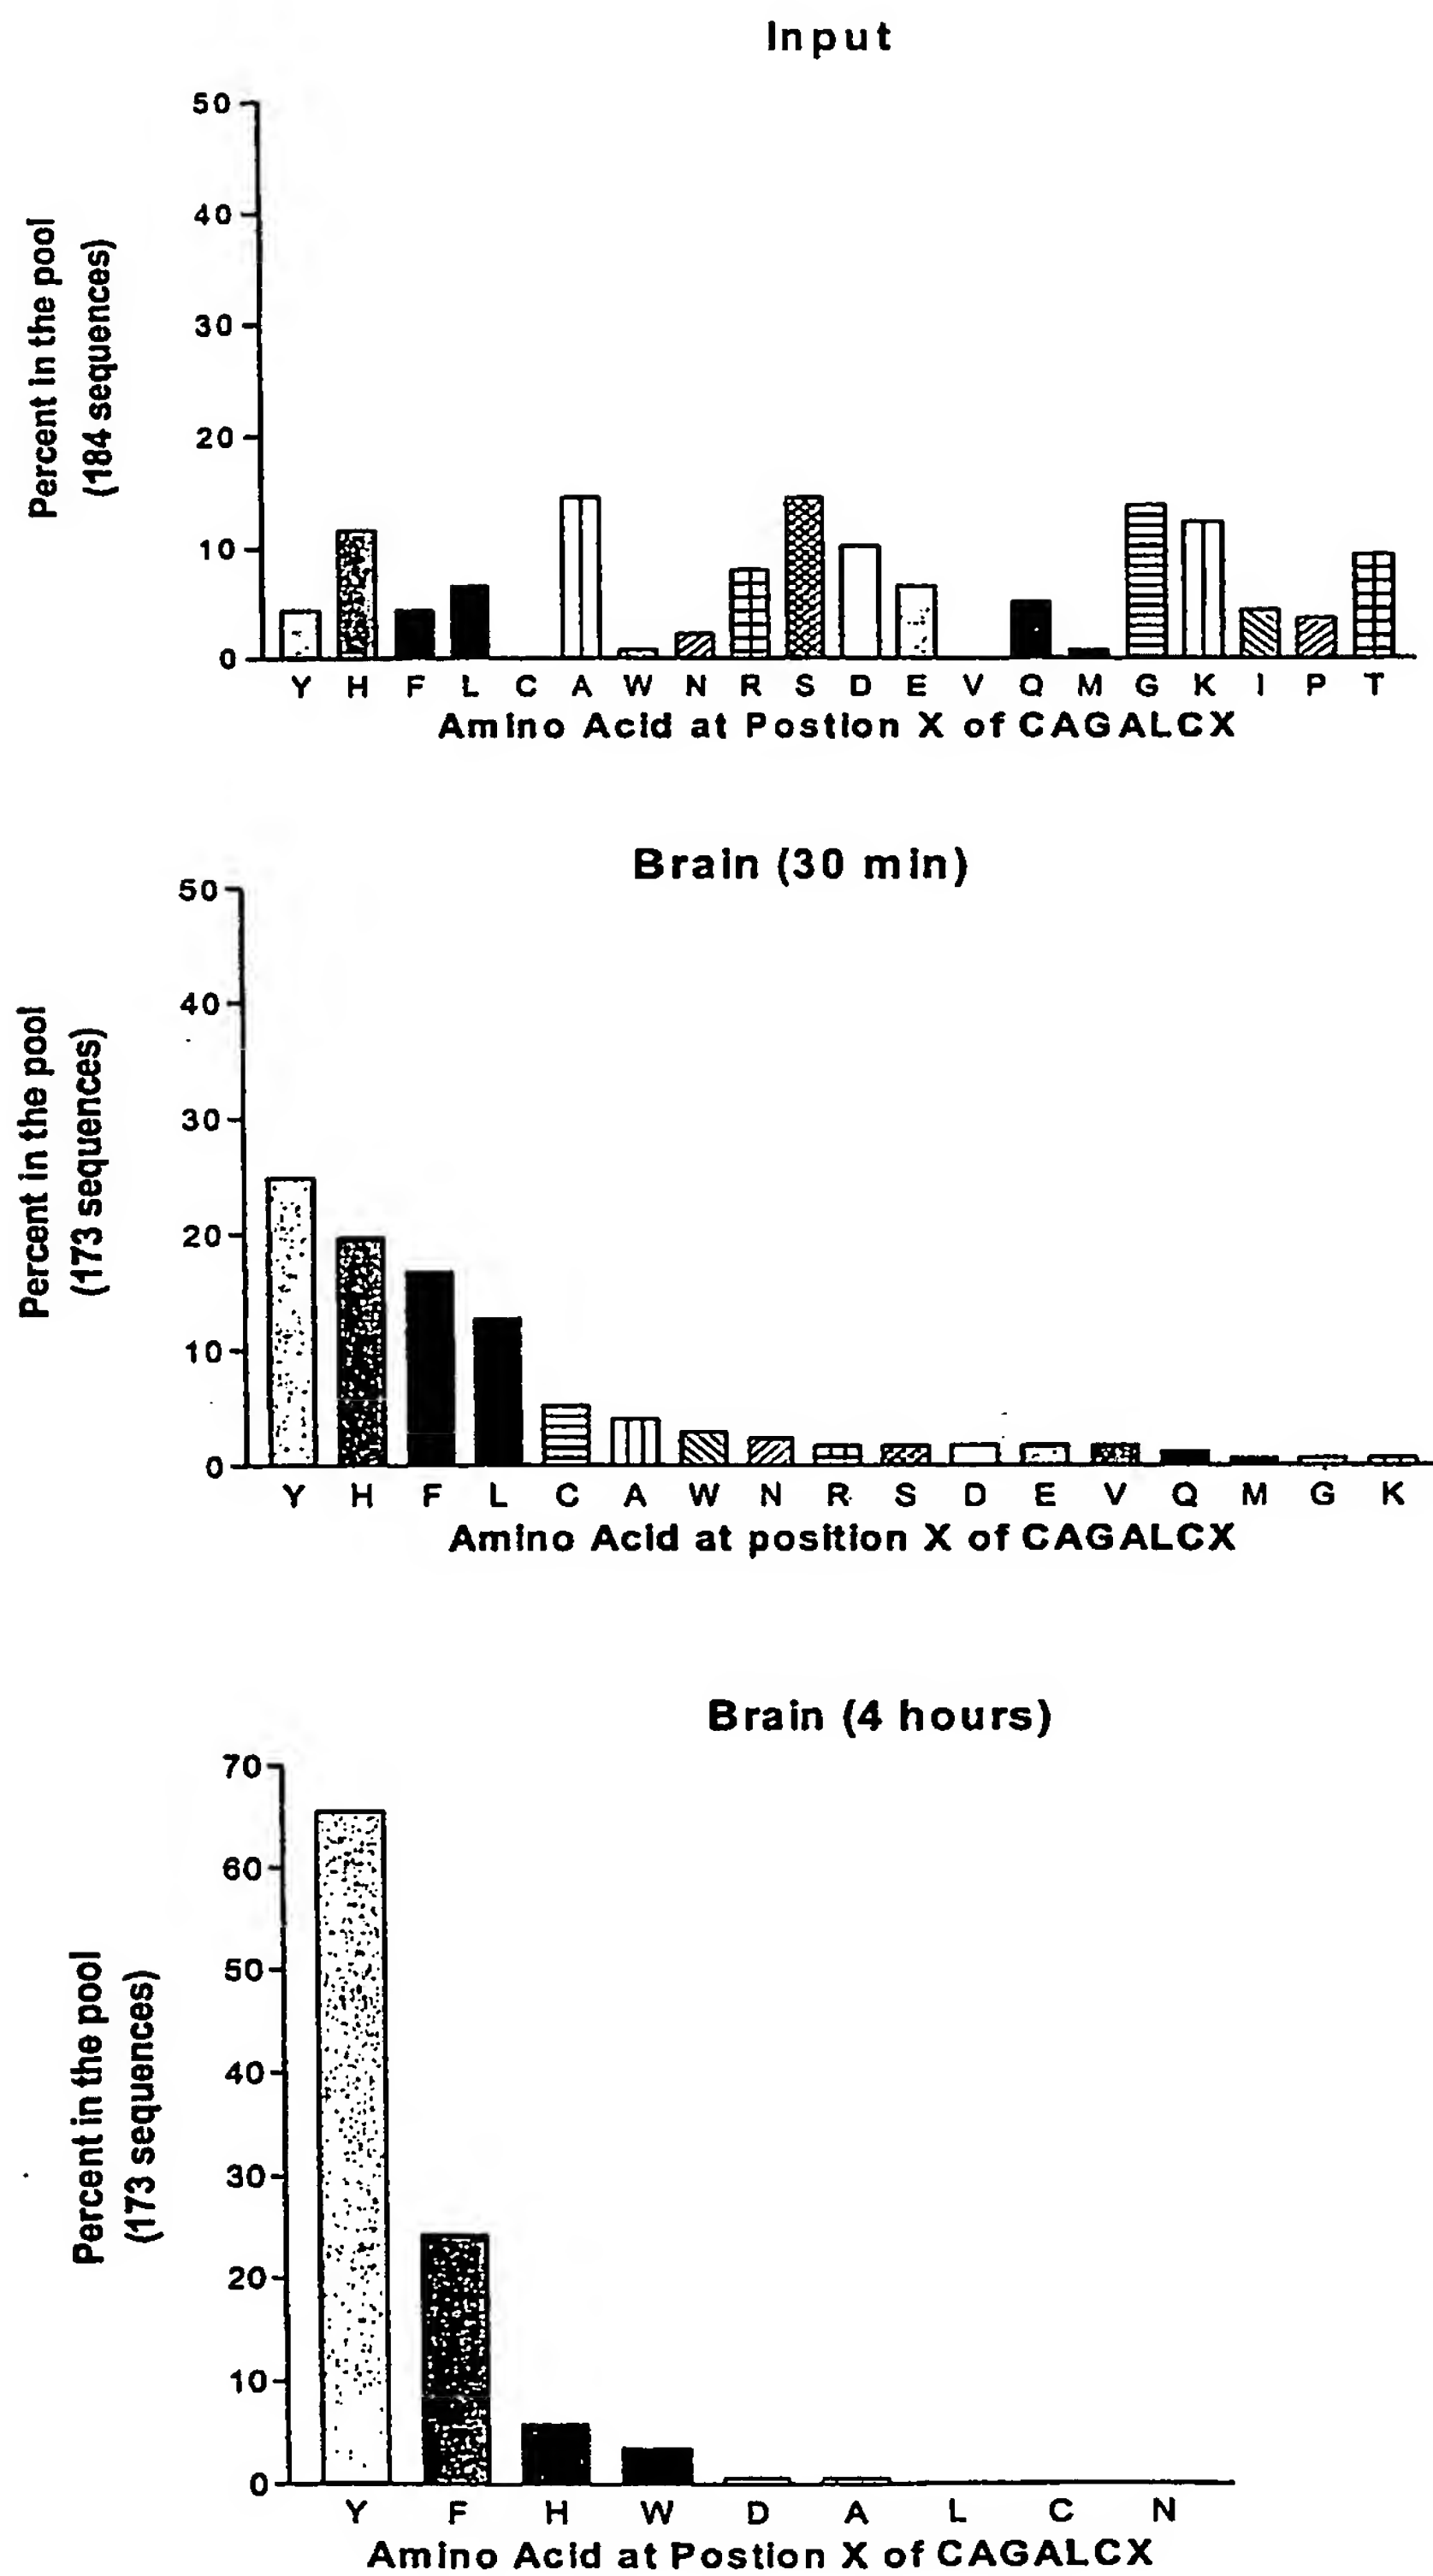 Input
50
40
30
20
10
0
Percent in the pool
(184 sequences)
Y H F L C A W N R S D E V Q M G K I P T
Amino Acid at Postion X of CAGALCX
Brain (30 min)
50
40
30
20
10
0
Percent in the pool
(173 sequences)
Y H F L C A W N R S D E V Q M G K
Amino Acid at position X of CAGALCX
Brain (4 hours)
70
60
50
40
30
20
10
0
Percent in the pool
(173 sequences)
Y F H W D A L C N
Amino Acid at Postion X of CAGALCX